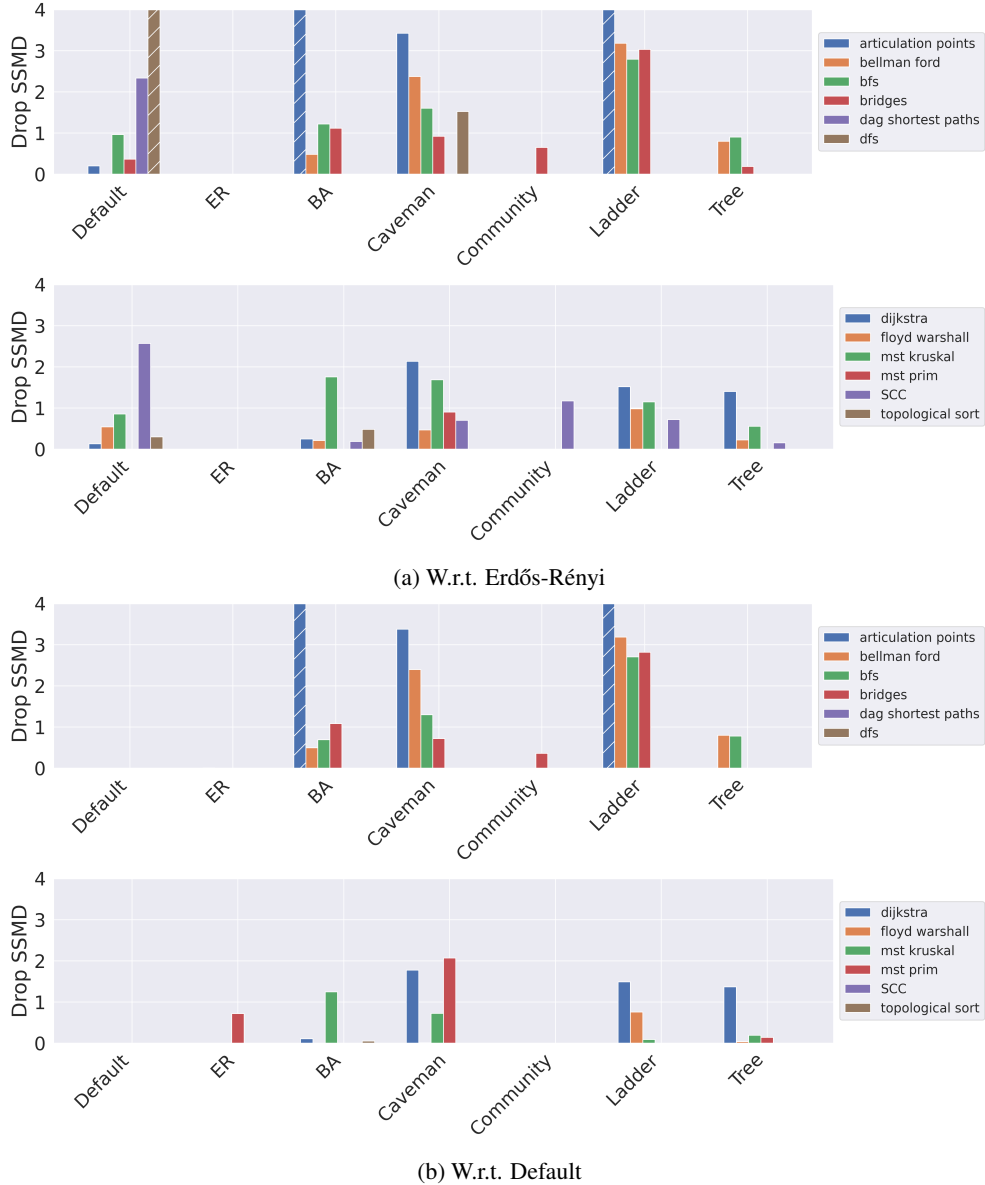 Drop SSMD
4
3
2
1
0
Default
ER
BA
Caveman
Community
Ladder
Tree
articulation points
bellman ford
bfs
bridges
dag shortest paths
dfs
Drop SSMD
4
3
2
1
0
Default
ER
BA
Caveman
Community
Ladder
Tree
dijkstra
floyd warshall
mst kruskal
mst prim
SCC
topological sort
(a) W.r.t. Erdős-Rényi
Drop SSMD
4
3
2
1
0
Default
ER
BA
Caveman
Community
Ladder
Tree
articulation points
bellman ford
bfs
bridges
dag shortest paths
dfs
Drop SSMD
4
3
2
1
0
Default
ER
BA
Caveman
Community
Ladder
Tree
dijkstra
floyd warshall
mst kruskal
mst prim
SCC
topological sort
(b) W.r.t. Default